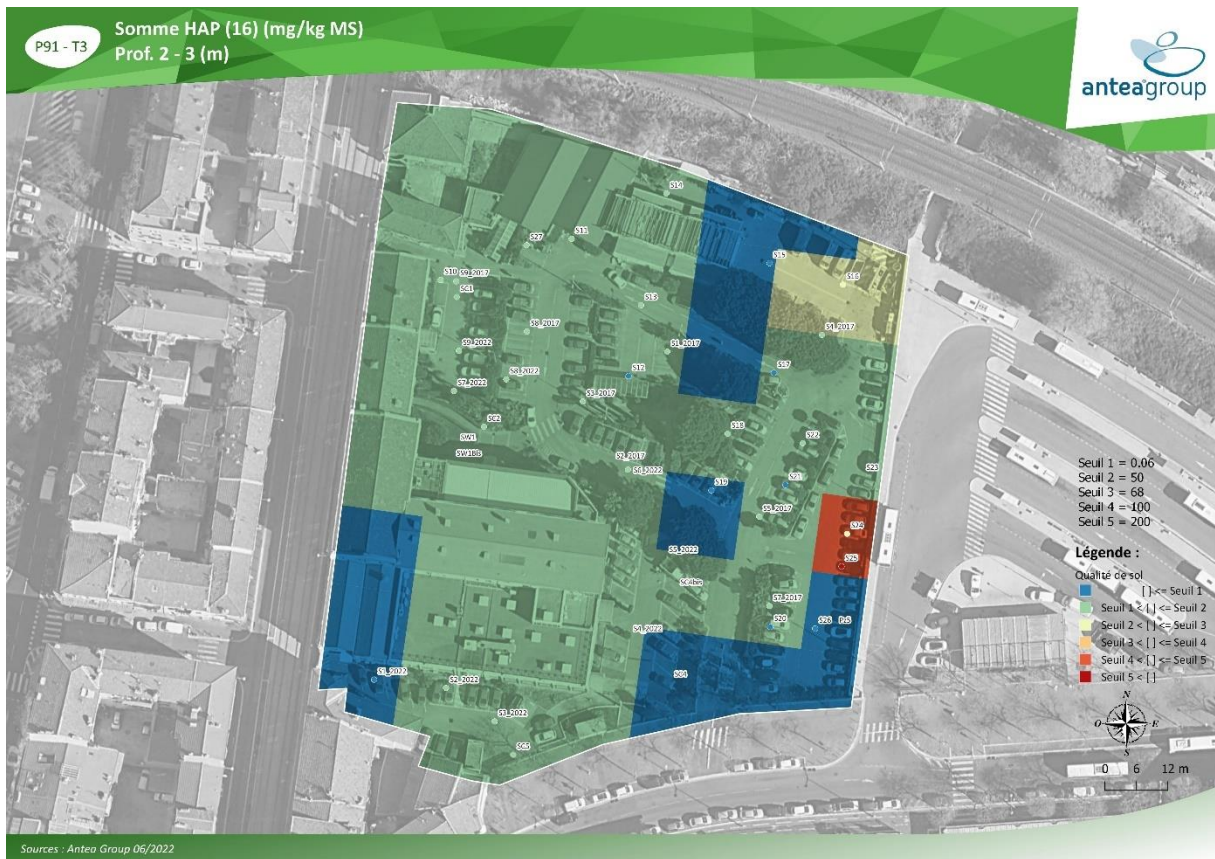 P91 - T3
Somme HAP (16) (mg/kg MS)
Prof. 2 - 3 (m)
anteagroup
S14
S27
S11
S15
S16
S10
S9_2017
SC1
S13
S8_2017
S4_2017
S9_2022
S1_2017
S12
S17
S8_2022
S7_2022
S3_2017
SC2
S18
SW1
S22
SW1Bis
S2_2017
S6_2022
S23
S19
S21
S5_2017
S24
S5_2022
S25
SC4bis
S7_2017
S20
S26
S4_2022
SC4
S1_2022
S2_2022
S3_2022
SC3
Seuil 1 = 0.06
Seuil 2 = 50
Seuil 3 = 68
Seuil 4 = 100
Seuil 5 = 200
Légende :
Qualité de sol
[ ] <= Seuil 1
Seuil 1 < [ ] <= Seuil 2
Seuil 2 < [ ] <= Seuil 3
Seuil 3 < [ ] <= Seuil 4
Seuil 4 < [ ] <= Seuil 5
Seuil 5 < [ ]
N
O
E
S
0 6 12 m
Sources : Antea Group 06/2022